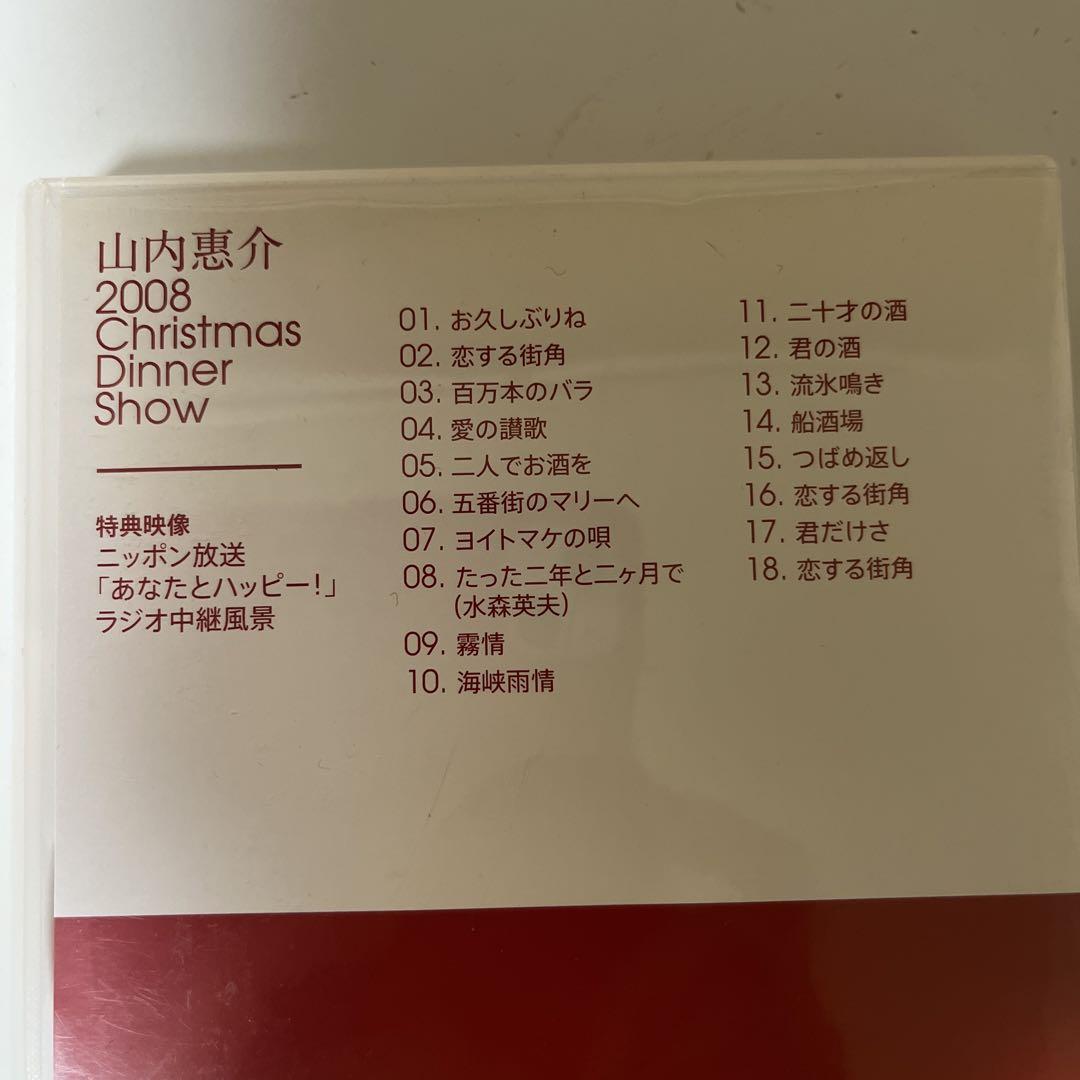 山内惠介
2008
Christmas
Dinner
Show
特典映像
ニッポン放送
「あなたとハッピー!」
ラジオ中継風景
01. お久しぶりね
02. 恋する街角
03. 百万本のバラ
04. 愛の讃歌
05. 二人でお酒を
06. 五番街のマリーへ
07. ヨイトマケの唄
08. たった二年と二ヶ月で
(水森英夫)
09. 霧情
10. 海峡雨情
11. 二十才の酒
12. 君の酒
13. 流氷鳴き
14. 船酒場
15. つばめ返し
16. 恋する街角
17. 君だけさ
18. 恋する街角